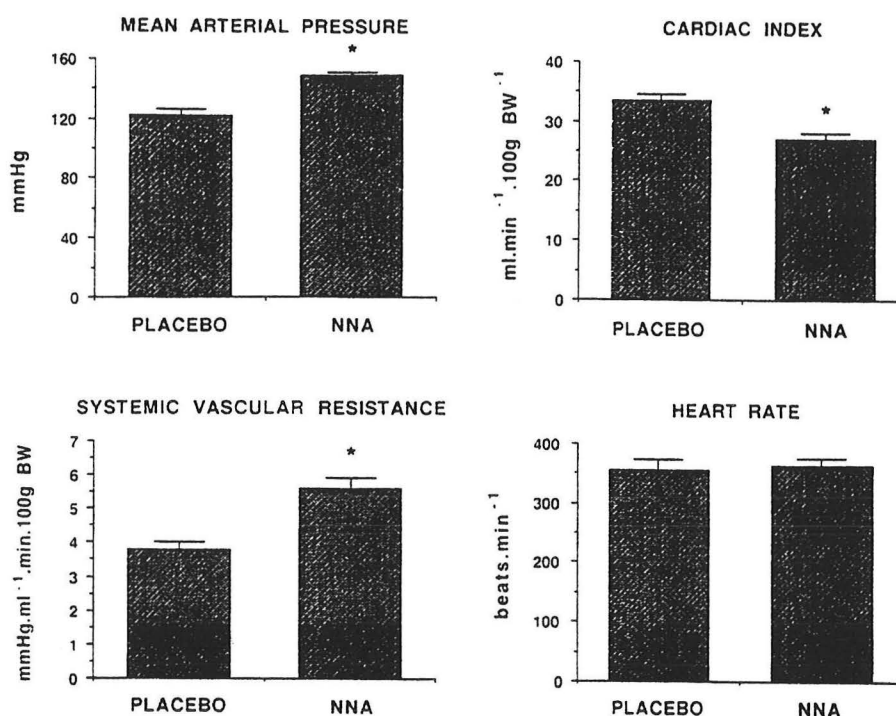 MEAN ARTERIAL PRESSURE
*
160
120
80
40
0
mmHg
PLACEBO NNA
CARDIAC INDEX
*
40
30
20
10
0
ml.min⁻¹.100g BW⁻¹
PLACEBO NNA
SYSTEMIC VASCULAR RESISTANCE
*
7
6
5
4
3
2
1
0
mmHg.ml⁻¹.min.100g BW
PLACEBO NNA
HEART RATE
400
300
200
100
0
beats.min⁻¹
PLACEBO NNA